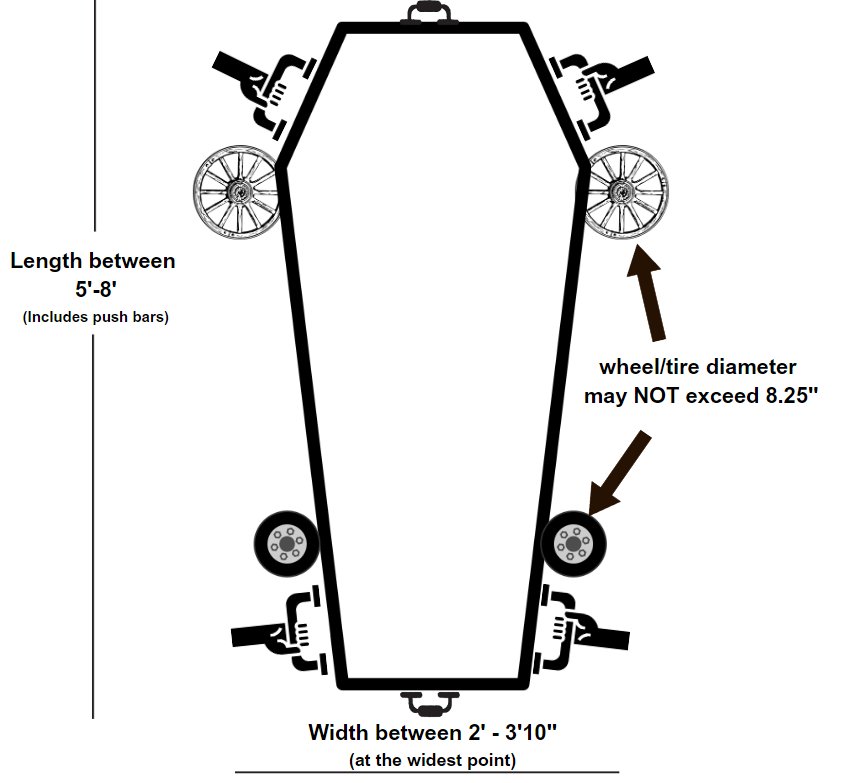 Length between
5'-8'
(Includes push bars)
wheel/tire diameter
may NOT exceed 8.25"
Width between 2' - 3'10"
(at the widest point)